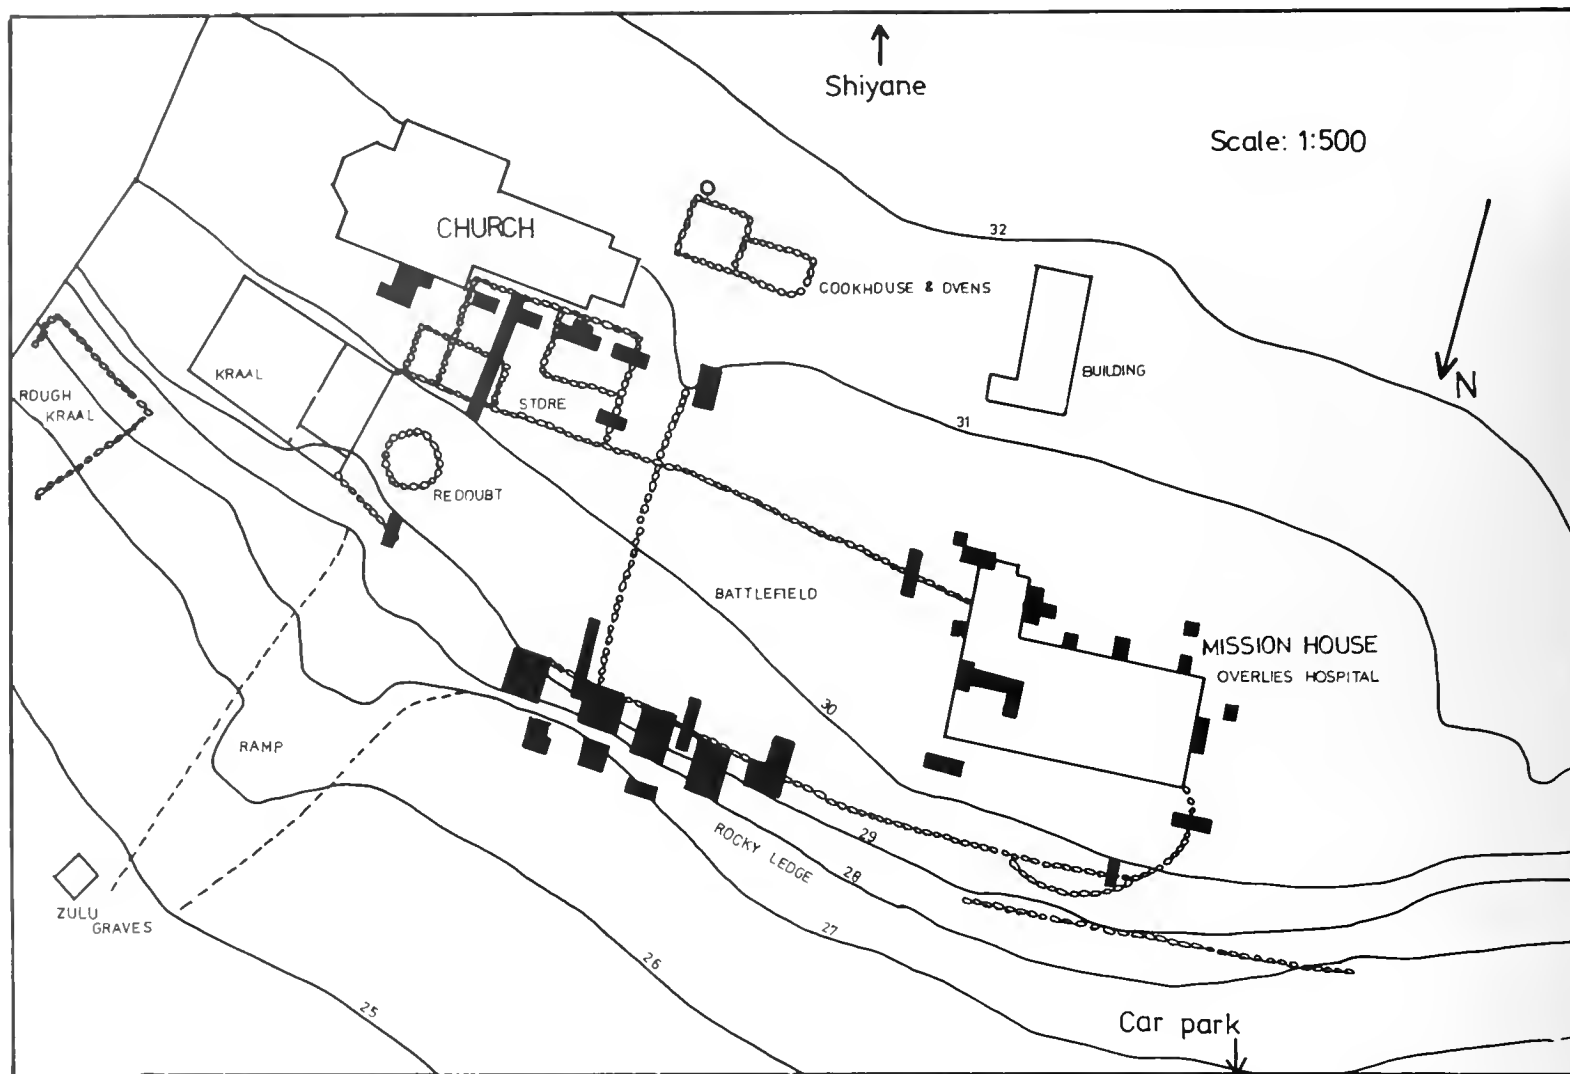 Shiyane
Scale: 1:500
CHURCH
32
COOKHOUSE & OVENS
N
KRAAL
BUILDING
ROUGH
KRAAL
STORE
31
REDOUBT
BATTLEFIELD
MISSION HOUSE
OVERLIES HOSPITAL
30
RAMP
29
ROCKY LEDGE
28
ZULU
GRAVES
27
26
25
Car park